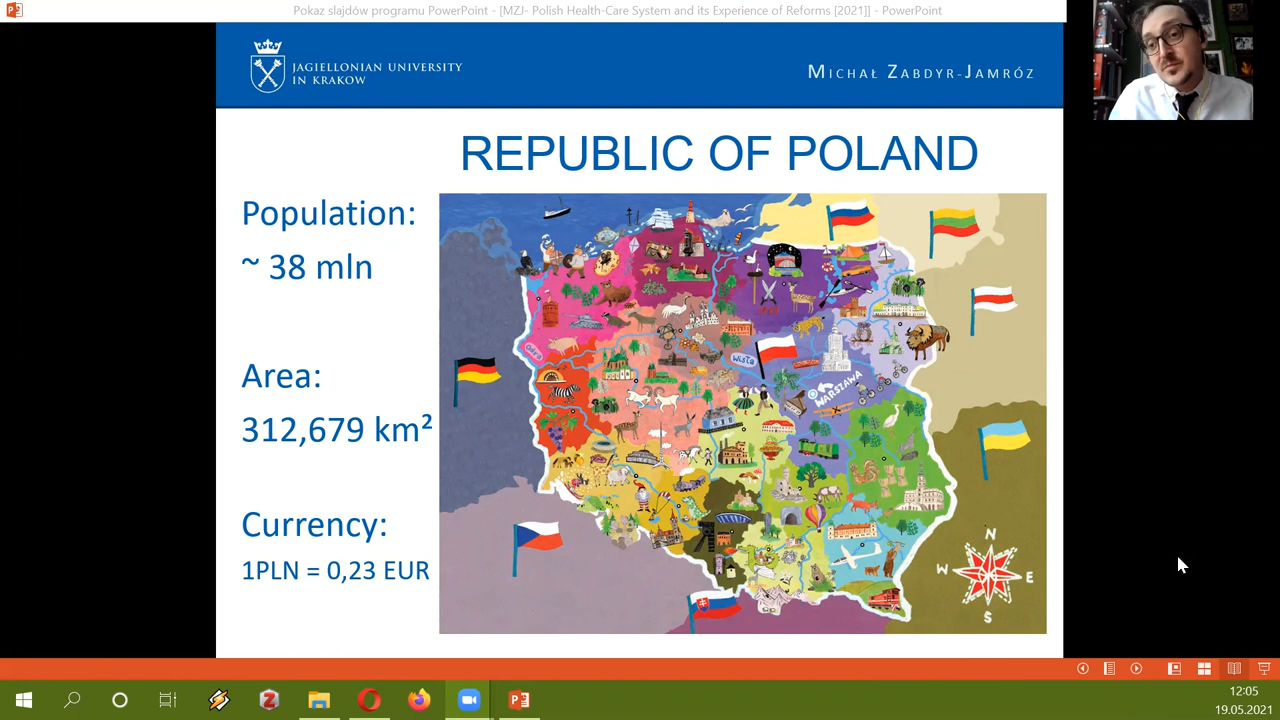 Pokaz slajdów programu PowerPoint - [MZJ- Polish Health-Care System and its Experience of Reforms [2021]] - PowerPoint
JAGIELLONIAN UNIVERSITY
IN KRAKOW
MICHAŁ ZABDYR-JAMRÓZ
REPUBLIC OF POLAND
Population:
~ 38 mln
Area:
312,679 km²
Currency:
1PLN = 0,23 EUR
Odra
Wisła
WARSZAWA
N
W
E
S
12:05
19.05.2021